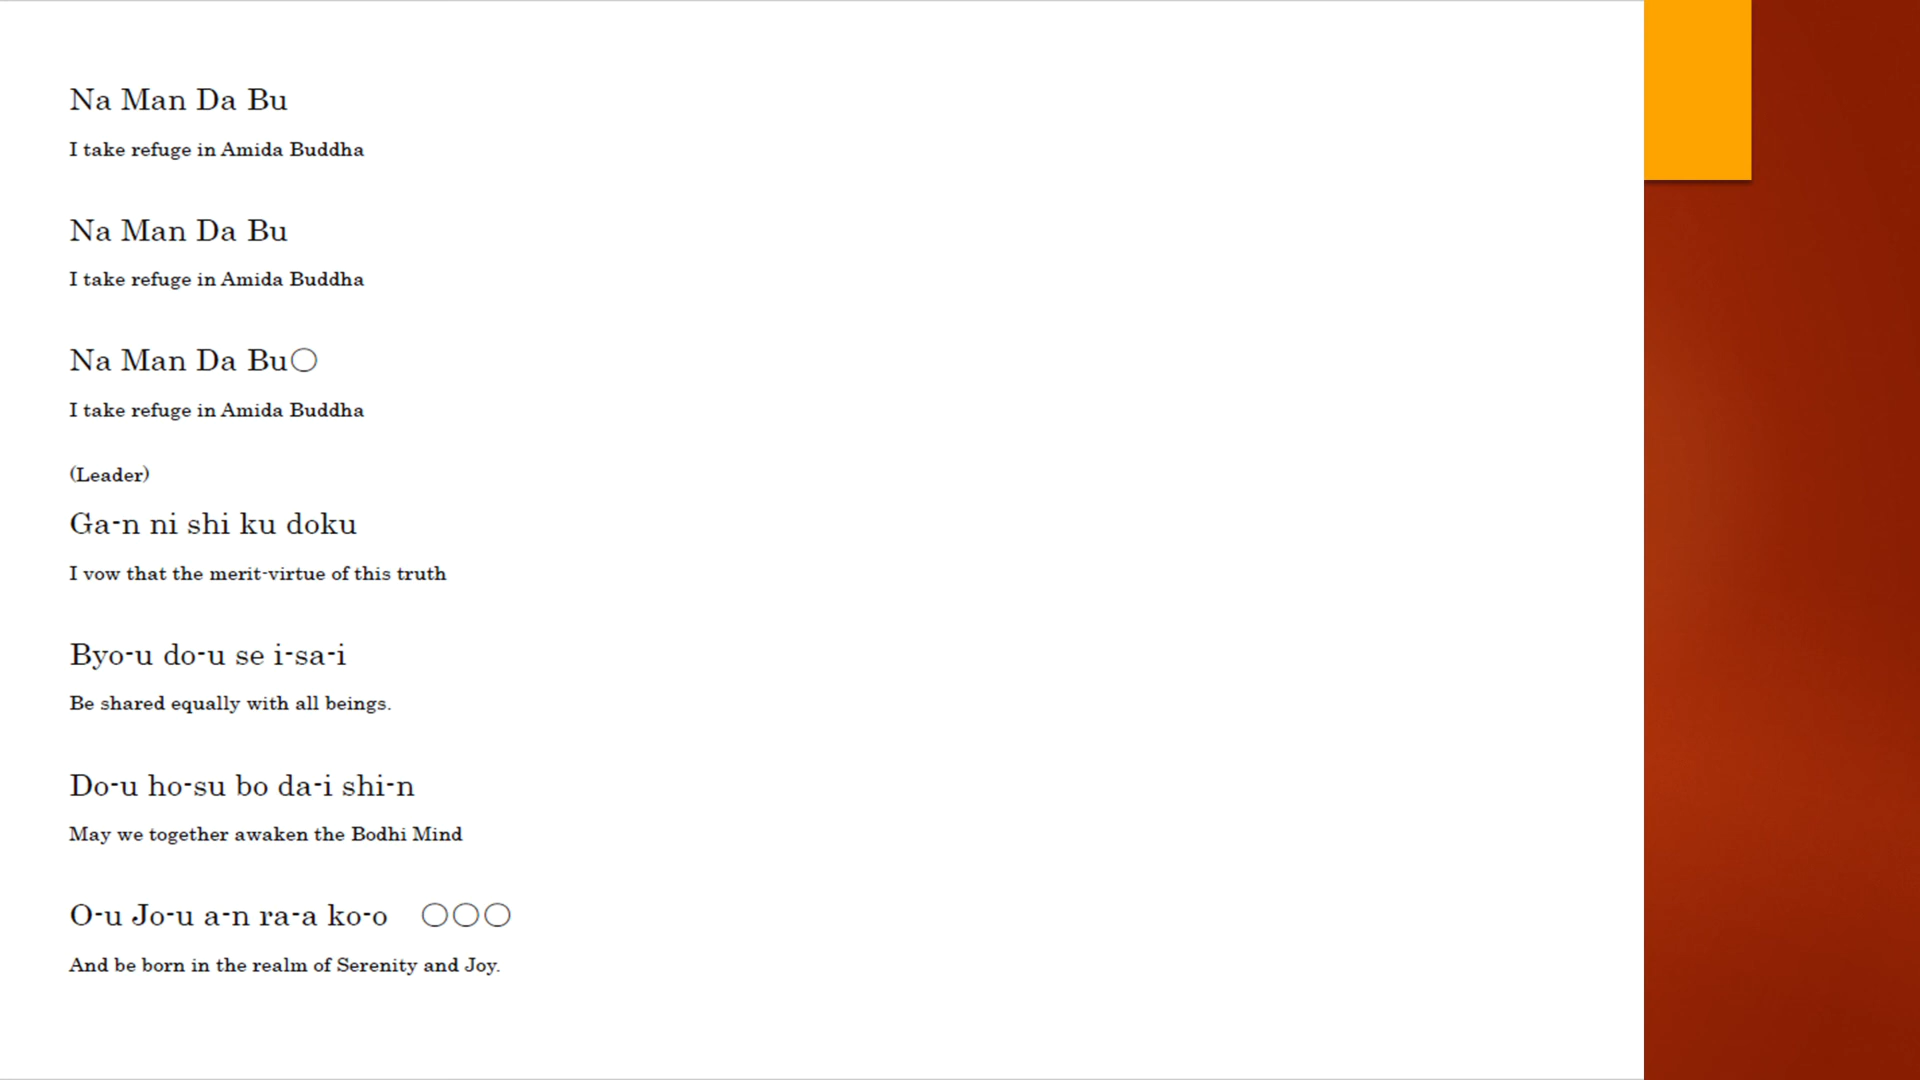 Na Man Da Bu
I take refuge in Amida Buddha
Na Man Da Bu
I take refuge in Amida Buddha
Na Man Da Bu○
I take refuge in Amida Buddha
(Leader)
Ga-n ni shi ku doku
I vow that the merit-virtue of this truth
Byo-u do-u se i-sa-i
Be shared equally with all beings.
Do-u ho-su bo da-i shi-n
May we together awaken the Bodhi Mind
O-u Jo-u a-n ra-a ko-o ○○○
And be born in the realm of Serenity and Joy.